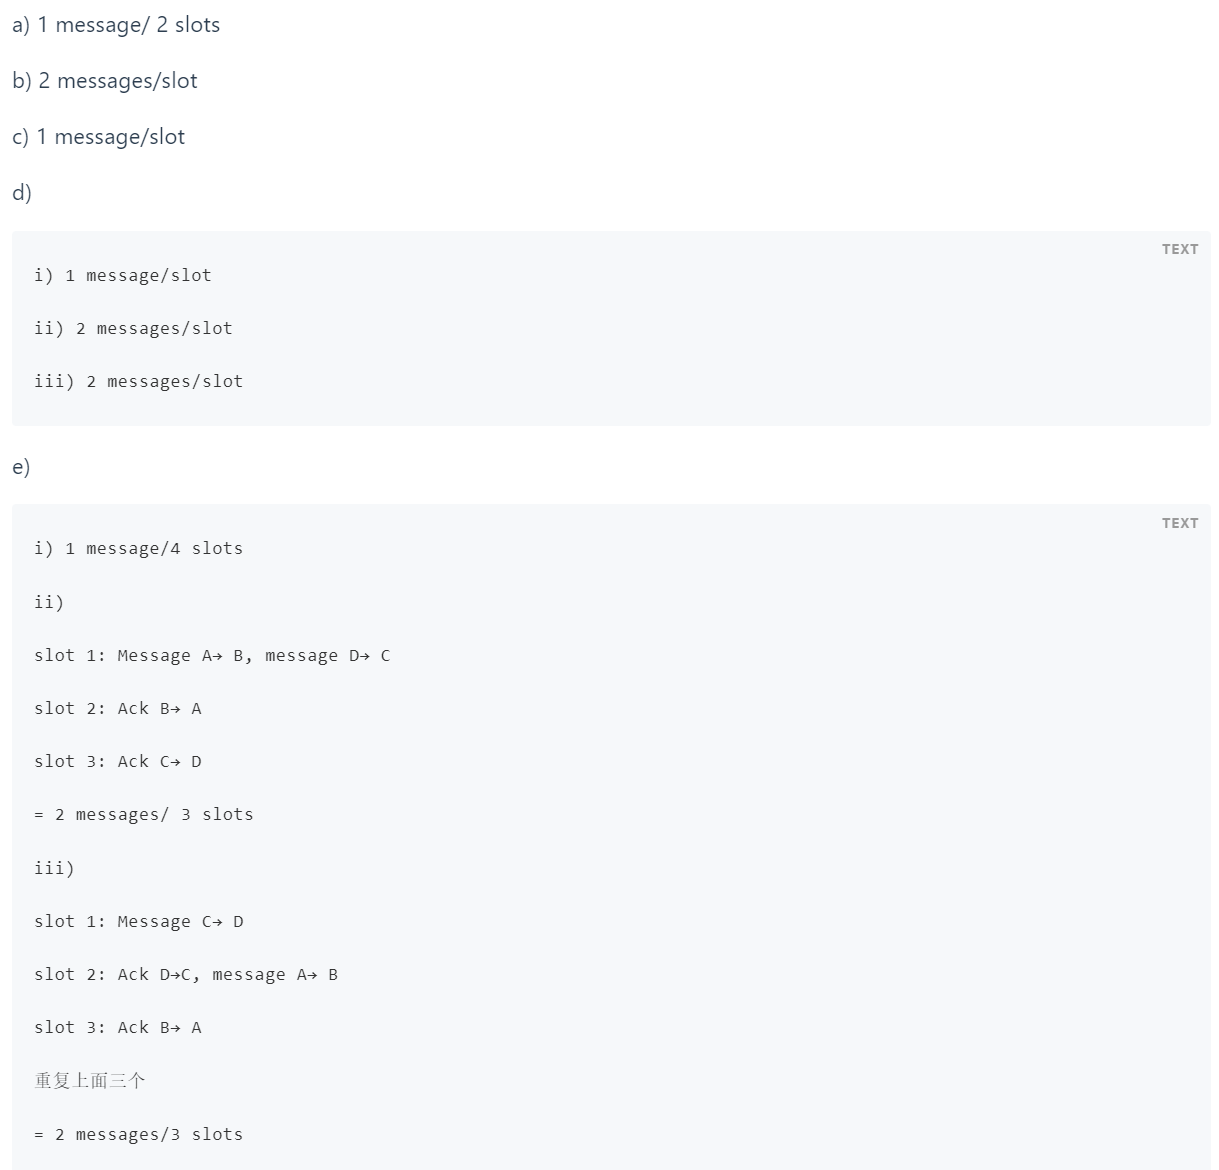 a) 1 message/ 2 slots
b) 2 messages/slot
c) 1 message/slot
d)
TEXT
i) 1 message/slot
ii) 2 messages/slot
iii) 2 messages/slot
e)
TEXT
i) 1 message/4 slots
ii)
slot 1: Message A→ B, message D→ C
slot 2: Ack B→ A
slot 3: Ack C→ D
= 2 messages/ 3 slots
iii)
slot 1: Message C→ D
slot 2: Ack D→C, message A→ B
slot 3: Ack B→ A
重复上面三个
= 2 messages/3 slots